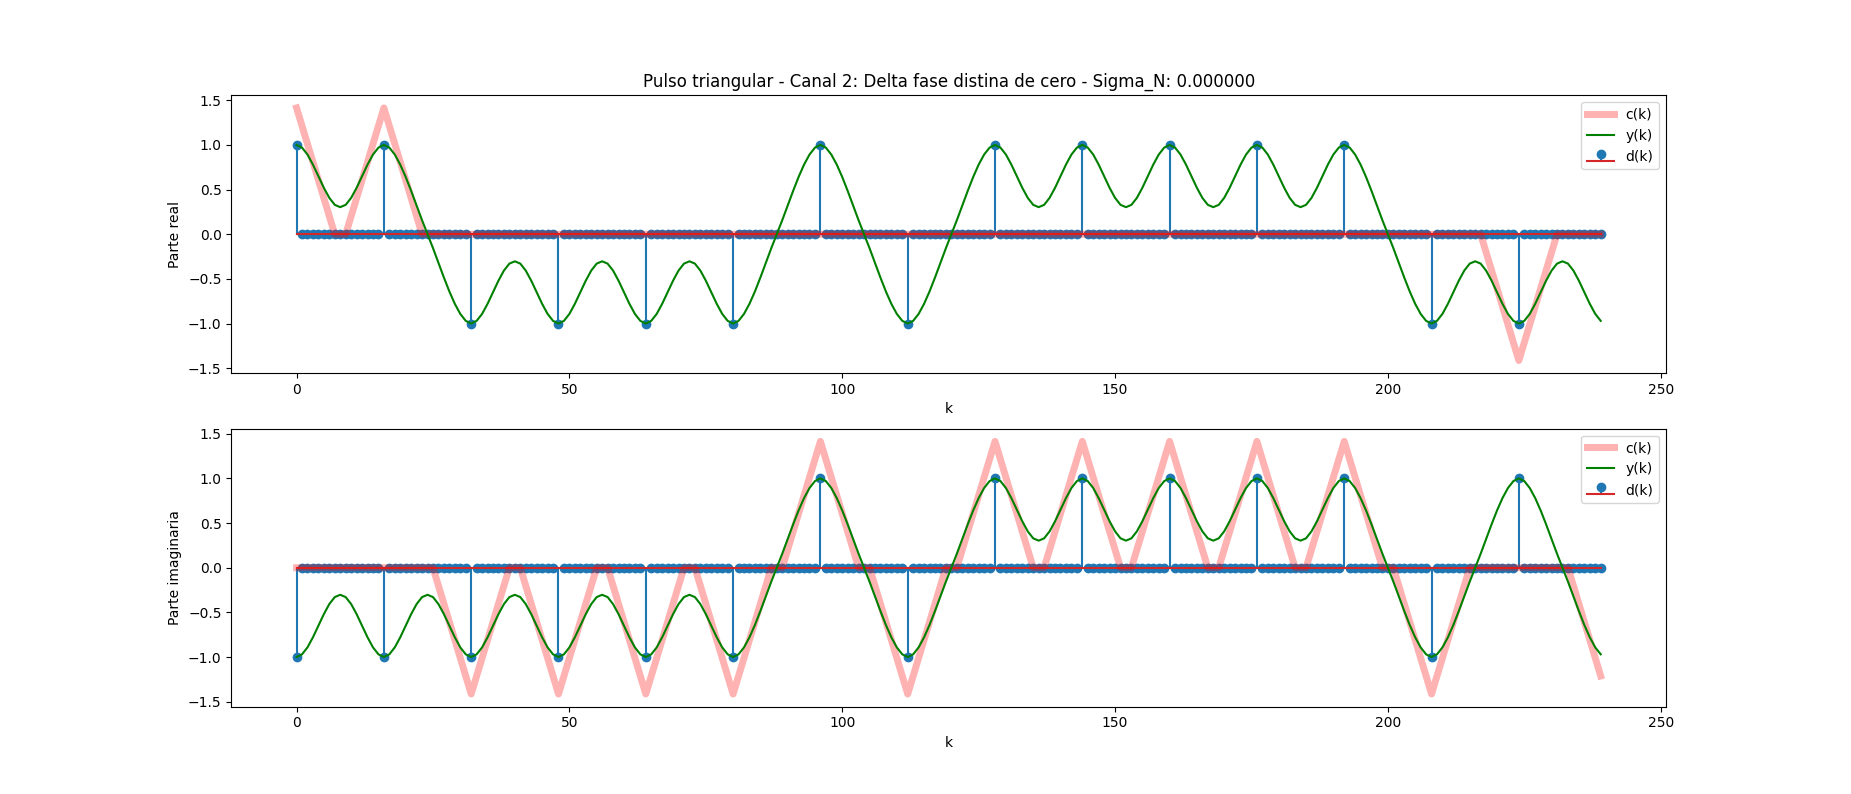 Pulso triangular - Canal 2: Delta fase distina de cero - Sigma_N: 0.000000
1.5
1.0
0.5
0.0
−0.5
−1.0
−1.5
Parte real
c(k)
y(k)
d(k)
0
50
100
150
200
250
k
1.5
1.0
0.5
0.0
−0.5
−1.0
−1.5
Parte imaginaria
c(k)
y(k)
d(k)
0
50
100
150
200
250
k